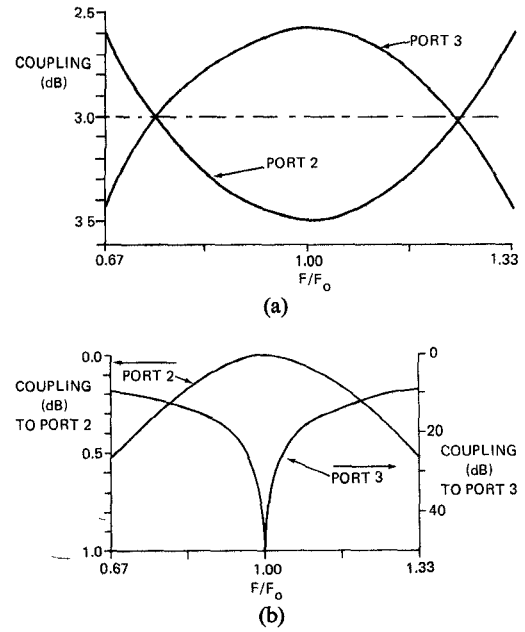 2.5
PORT 3
COUPLING
(dB)
3.0
PORT 2
3.5
0.67
1.00
1.33
F/Fo
(a)
0.0
0
PORT 2
COUPLING
(dB)
TO PORT 2
0.5
20
COUPLING
(dB)
TO PORT 3
PORT 3
40
1.0
0.67
1.00
1.33
F/Fo
(b)